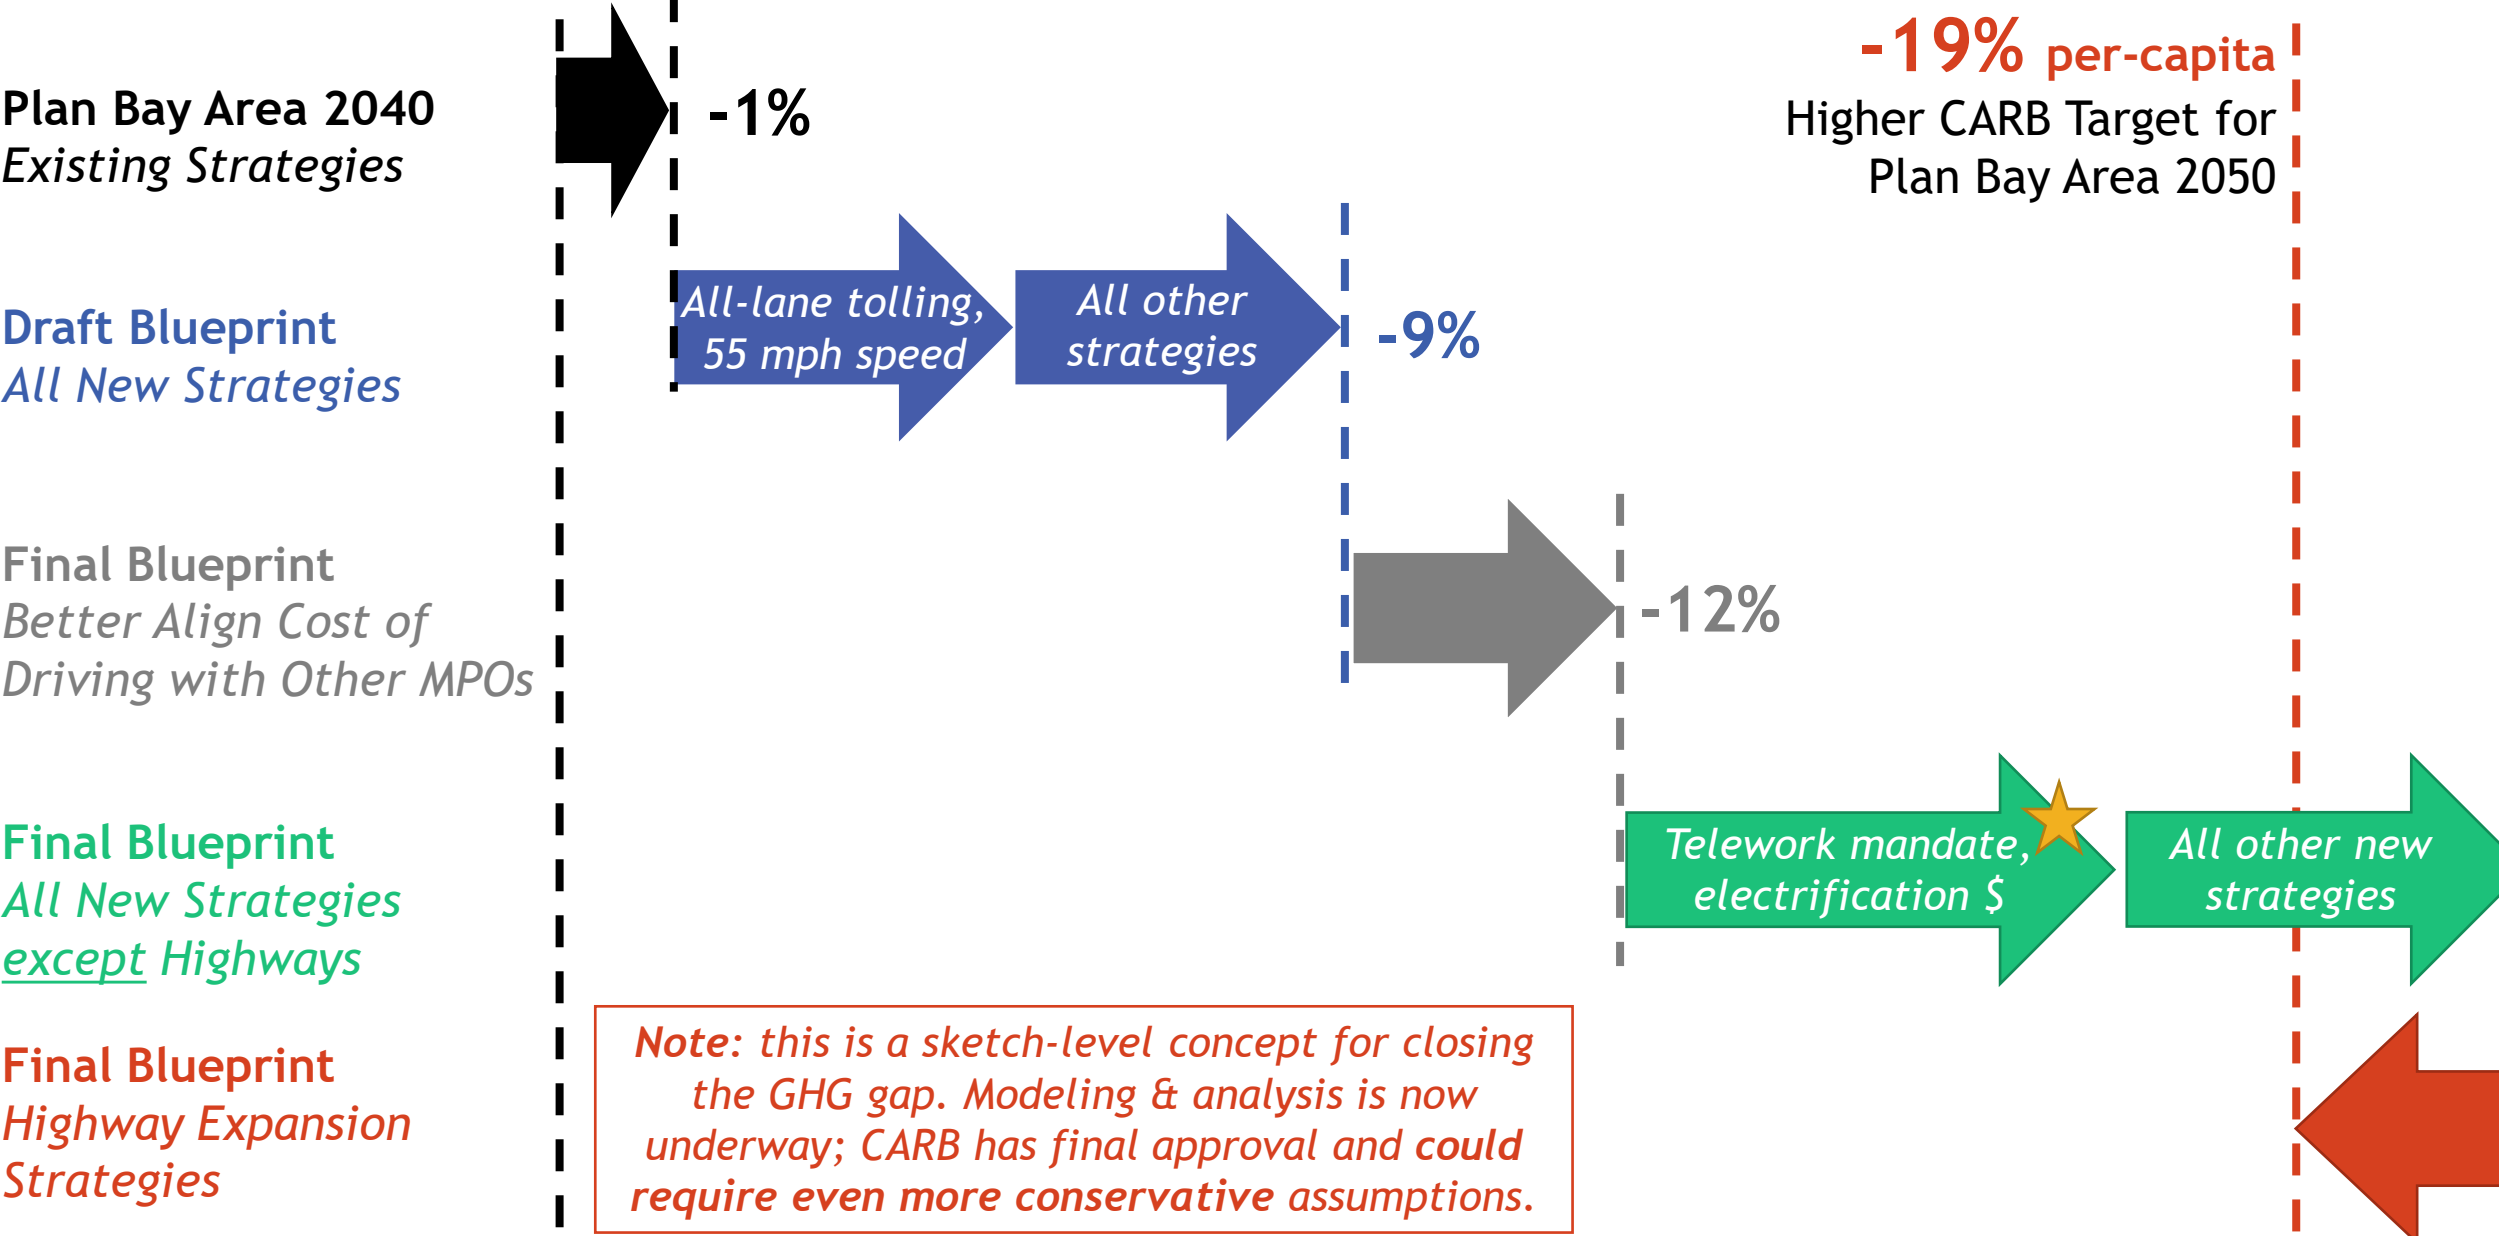 Plan Bay Area 2040
Existing Strategies
-1%
-19% per-capita
Higher CARB Target for
Plan Bay Area 2050
Draft Blueprint
All New Strategies
All-lane tolling,
55 mph speed
All other
strategies
-9%
Final Blueprint
Better Align Cost of
Driving with Other MPOs
-12%
Final Blueprint
All New Strategies
except Highways
Telework mandate,
electrification $
All other new
strategies
Final Blueprint
Highway Expansion
Strategies
Note: this is a sketch-level concept for closing
the GHG gap. Modeling & analysis is now
underway; CARB has final approval and could
require even more conservative assumptions.